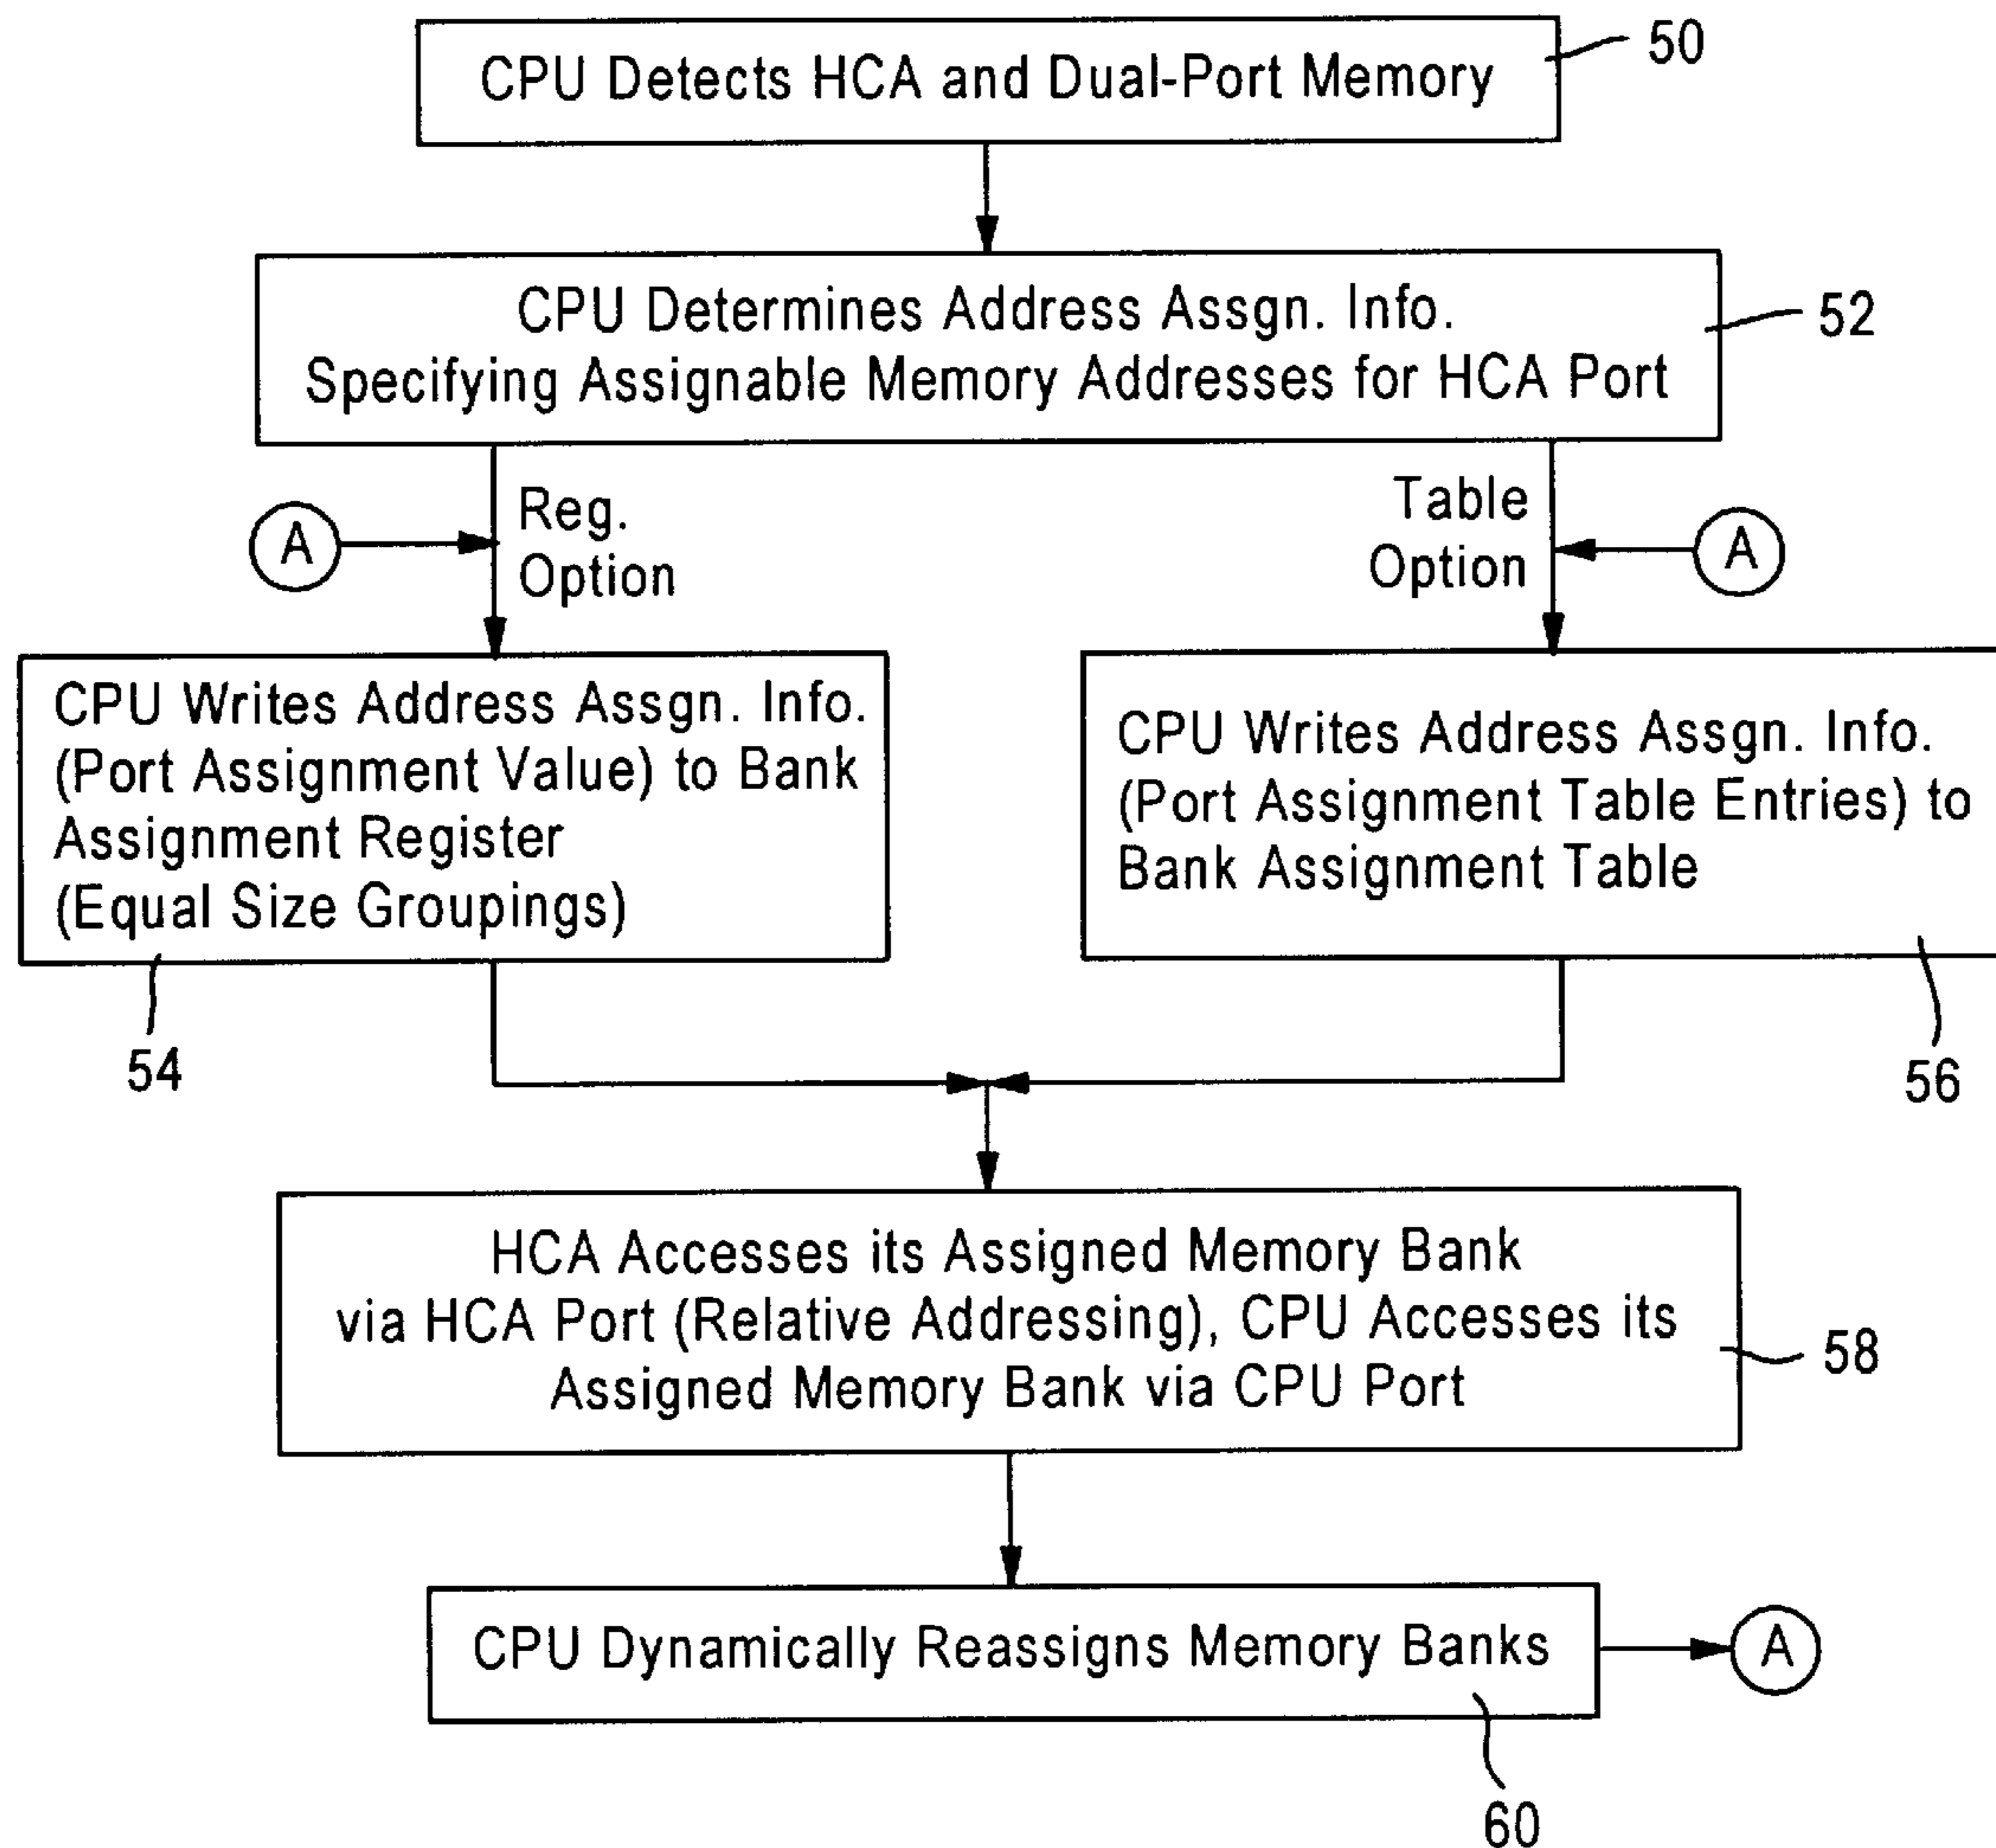 CPU Detects HCA and Dual-Port Memory
50
CPU Determines Address Assgn. Info.
Specifying Assignable Memory Addresses for HCA Port
52
A
Reg.
Option
Table
Option
A
CPU Writes Address Assgn. Info.
(Port Assignment Value) to Bank
Assignment Register
(Equal Size Groupings)
54
CPU Writes Address Assgn. Info.
(Port Assignment Table Entries) to
Bank Assignment Table
56
HCA Accesses its Assigned Memory Bank
via HCA Port (Relative Addressing), CPU Accesses its
Assigned Memory Bank via CPU Port
58
CPU Dynamically Reassigns Memory Banks
A
60